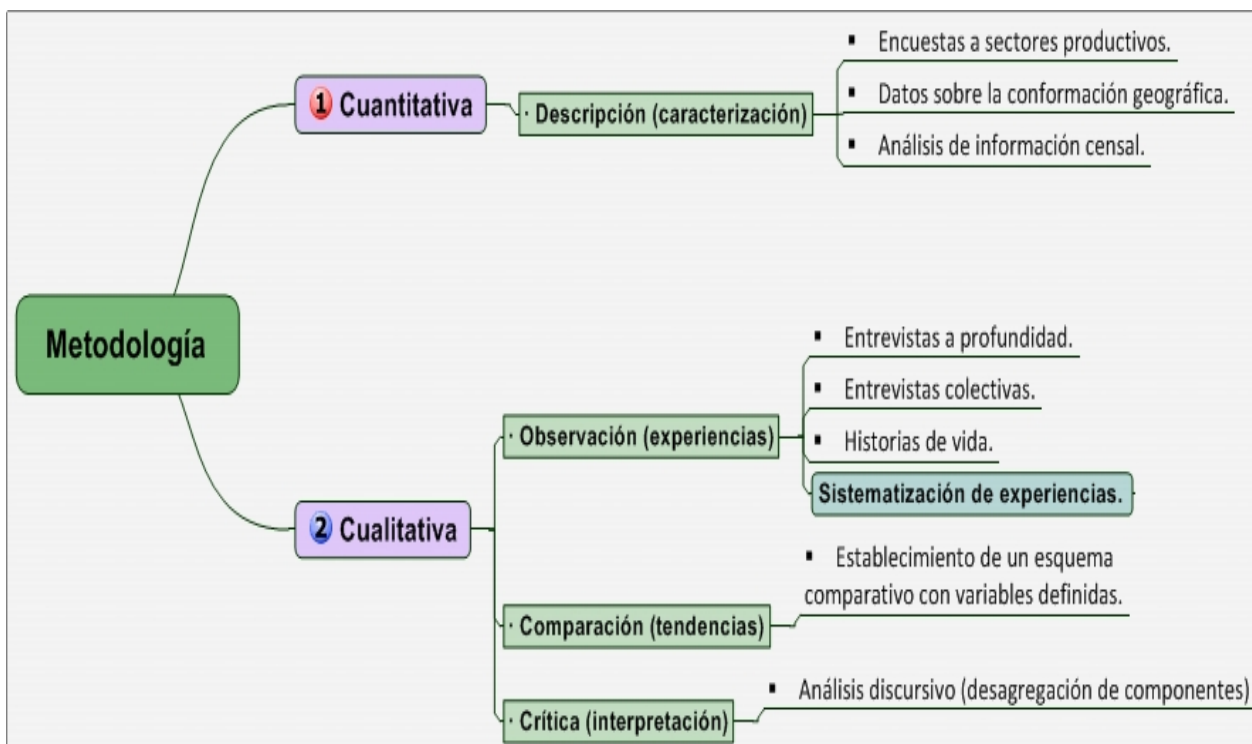 Metodología
1 Cuantitativa
· Descripción (caracterización)
▪ Encuestas a sectores productivos.
▪ Datos sobre la conformación geográfica.
▪ Análisis de información censal.
2 Cualitativa
· Observación (experiencias)
▪ Entrevistas a profundidad.
▪ Entrevistas colectivas.
▪ Historias de vida.
Sistematización de experiencias.
· Comparación (tendencias)
▪ Establecimiento de un esquema
comparativo con variables definidas.
· Crítica (interpretación)
▪ Análisis discursivo (desagregación de componentes)